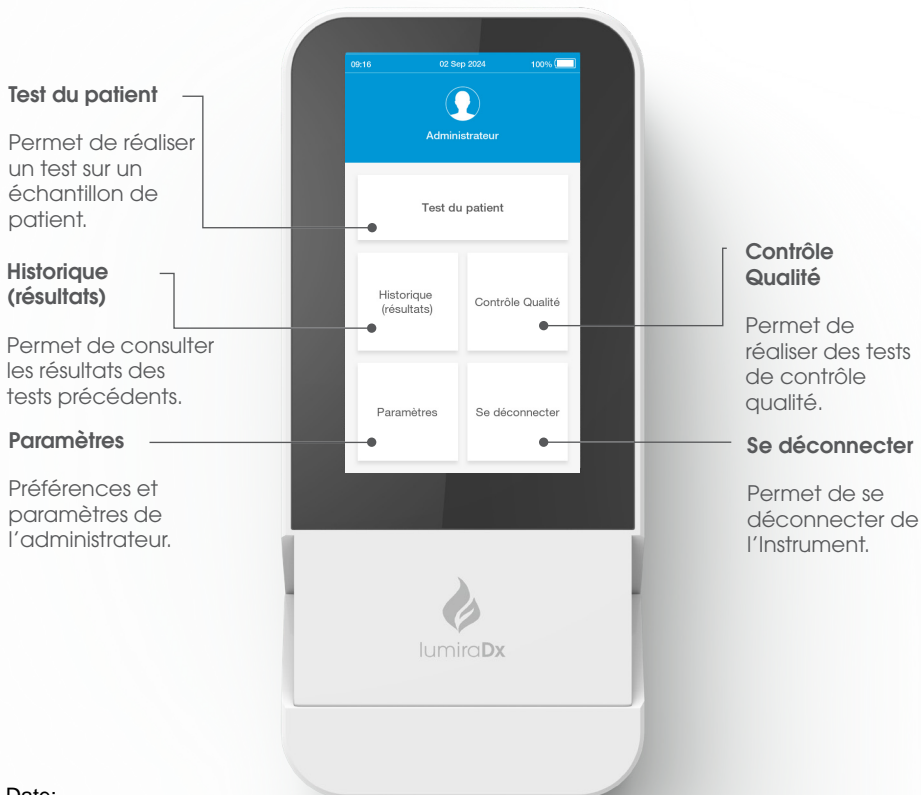 09:16 02 Sep 2024 100%
Administrateur
Test du patient
Historique
(résultats)
Contrôle Qualité
Paramètres
Se déconnecter
lumiraDx
Test du patient
Permet de réaliser
un test sur un
échantillon de
patient.
Historique
(résultats)
Permet de consulter
les résultats des
tests précédents.
Paramètres
Préférences et
paramètres de
l’administrateur.
Contrôle
Qualité
Permet de
réaliser des tests
de contrôle
qualité.
Se déconnecter
Permet de se
déconnecter de
l’Instrument.
Date: